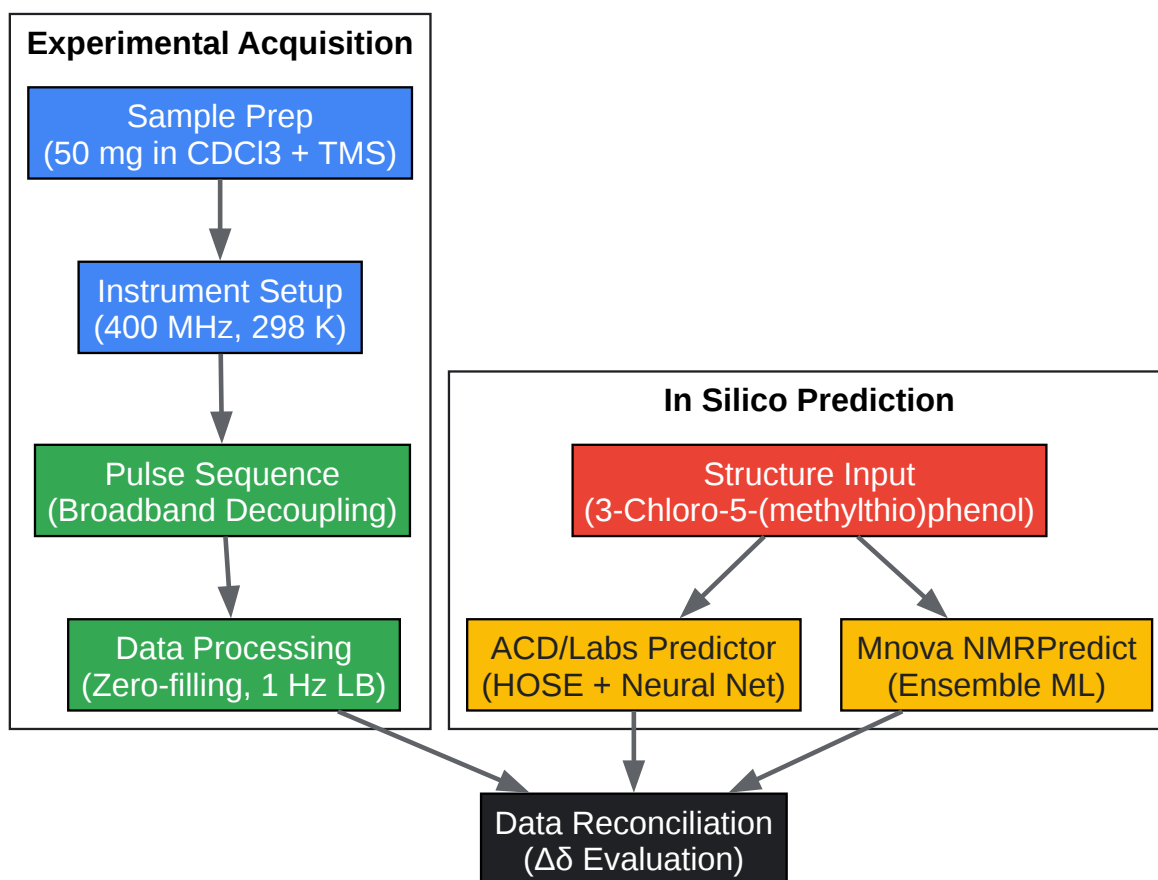 Experimental Acquisition
Sample Prep
(50 mg in CDCl3 + TMS)
Instrument Setup
(400 MHz, 298 K)
Pulse Sequence
(Broadband Decoupling)
Data Processing
(Zero-filling, 1 Hz LB)
In Silico Prediction
Structure Input
(3-Chloro-5-(methylthio)phenol)
ACD/Labs Predictor
(HOSE + Neural Net)
Mnova NMRPredict
(Ensemble ML)
Data Reconciliation
(Δδ Evaluation)